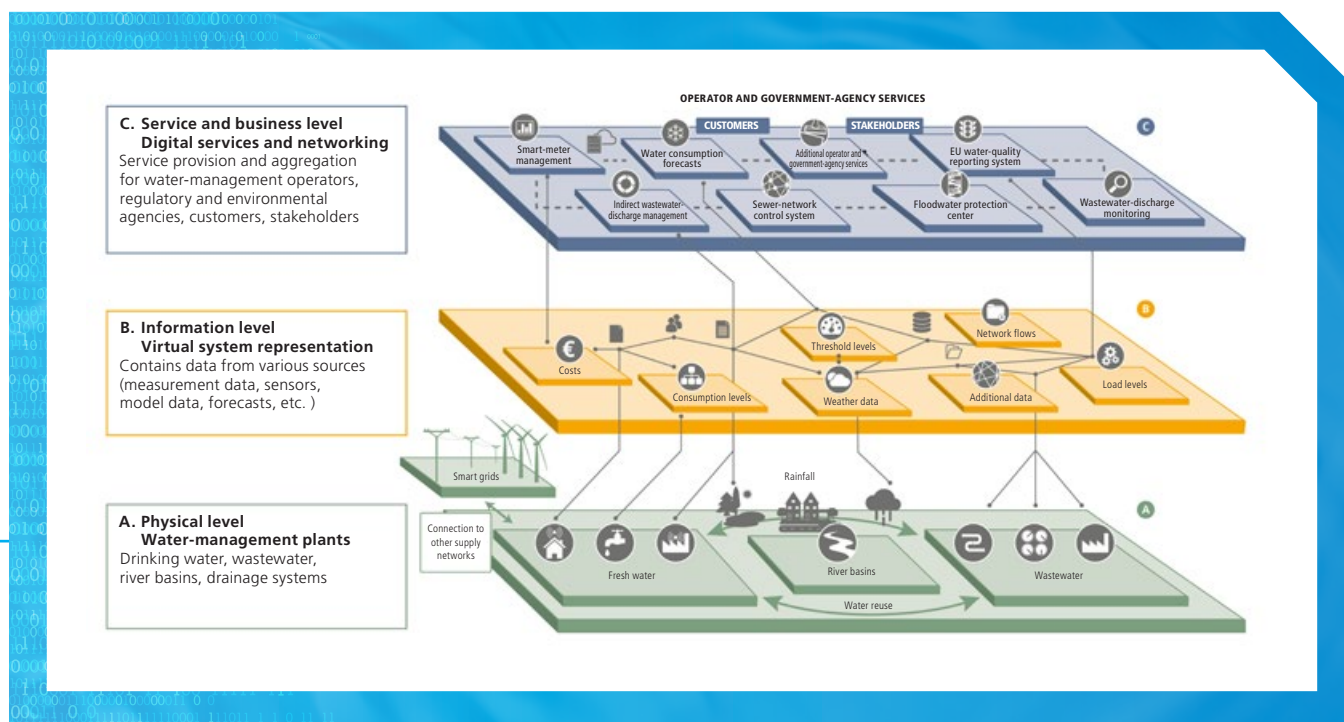 OPERATOR AND GOVERNMENT-AGENCY SERVICES
C. Service and business level
Digital services and networking
Service provision and aggregation
for water-management operators,
regulatory and environmental
agencies, customers, stakeholders
CUSTOMERS
STAKEHOLDERS
C
Smart-meter
management
Water consumption
forecasts
Additional operator and
government-agency services
EU water-quality
reporting system
Indirect wastewater-
discharge management
Sewer-network
control system
Floodwater protection
center
Wastewater-discharge
monitoring
B. Information level
Virtual system representation
Contains data from various sources
(measurement data, sensors,
model data, forecasts, etc. )
B
€
Costs
Consumption levels
Threshold levels
Weather data
Network flows
Additional data
Load levels
Smart grids
Connection to
other supply
networks
Rainfall
A. Physical level
Water-management plants
Drinking water, wastewater,
river basins, drainage systems
A
Fresh water
River basins
Wastewater
Water reuse